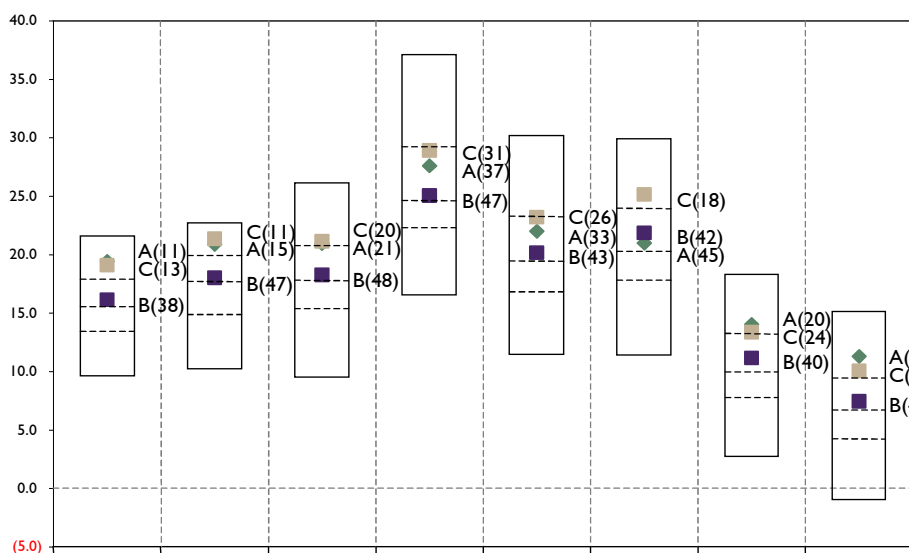 40.0
35.0
30.0
25.0
20.0
15.0
10.0
5.0
0.0
(5.0)
A(11)
C(13)
B(38)
C(11)
A(15)
B(47)
C(20)
A(21)
B(48)
C(31)
A(37)
B(47)
C(26)
A(33)
B(43)
C(18)
B(42)
A(45)
A(20)
C(24)
B(40)
A(
C(
B(